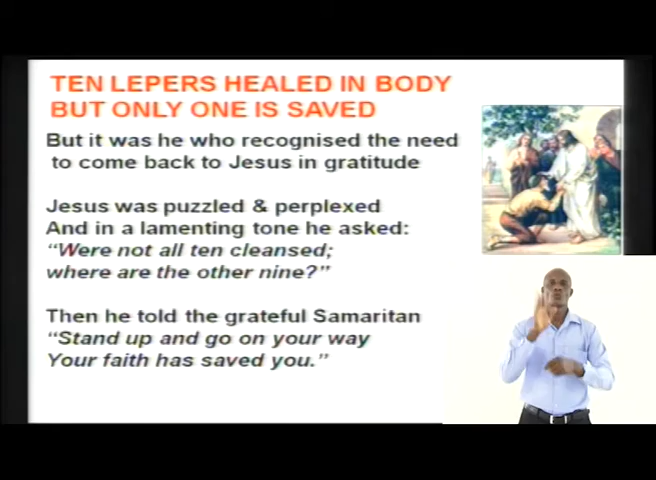 TEN LEPERS HEALED IN BODY
BUT ONLY ONE IS SAVED
But it was he who recognised the need
to come back to Jesus in gratitude
Jesus was puzzled & perplexed
And in a lamenting tone he asked:
“Were not all ten cleansed;
where are the other nine?”
Then he told the grateful Samaritan
“Stand up and go on your way
Your faith has saved you.”